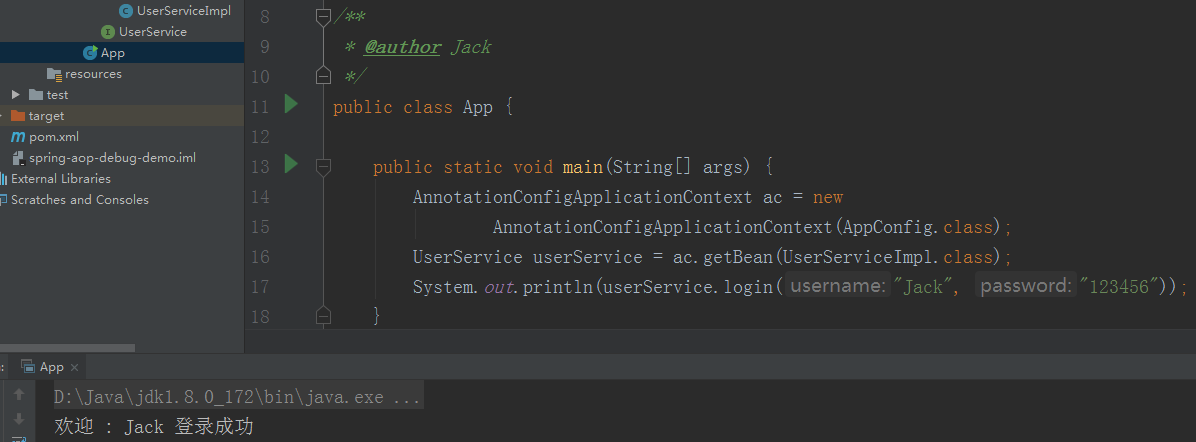 UserServiceImpl
UserService
App
resources
test
target
pom.xml
spring-aop-debug-demo.iml
External Libraries
Scratches and Consoles
8 /**
9 * @author Jack
10 */
11 public class App {
12
13 public static void main(String[] args) {
14 AnnotationConfigApplicationContext ac = new
15 AnnotationConfigApplicationContext(AppConfig.class);
16 UserService userService = ac.getBean(UserServiceImpl.class);
17 System.out.println(userService.login( username: "Jack", password: "123456"));
18 }
App ×
D:\Java\jdk1.8.0_172\bin\java.exe ...
欢迎 : Jack 登录成功